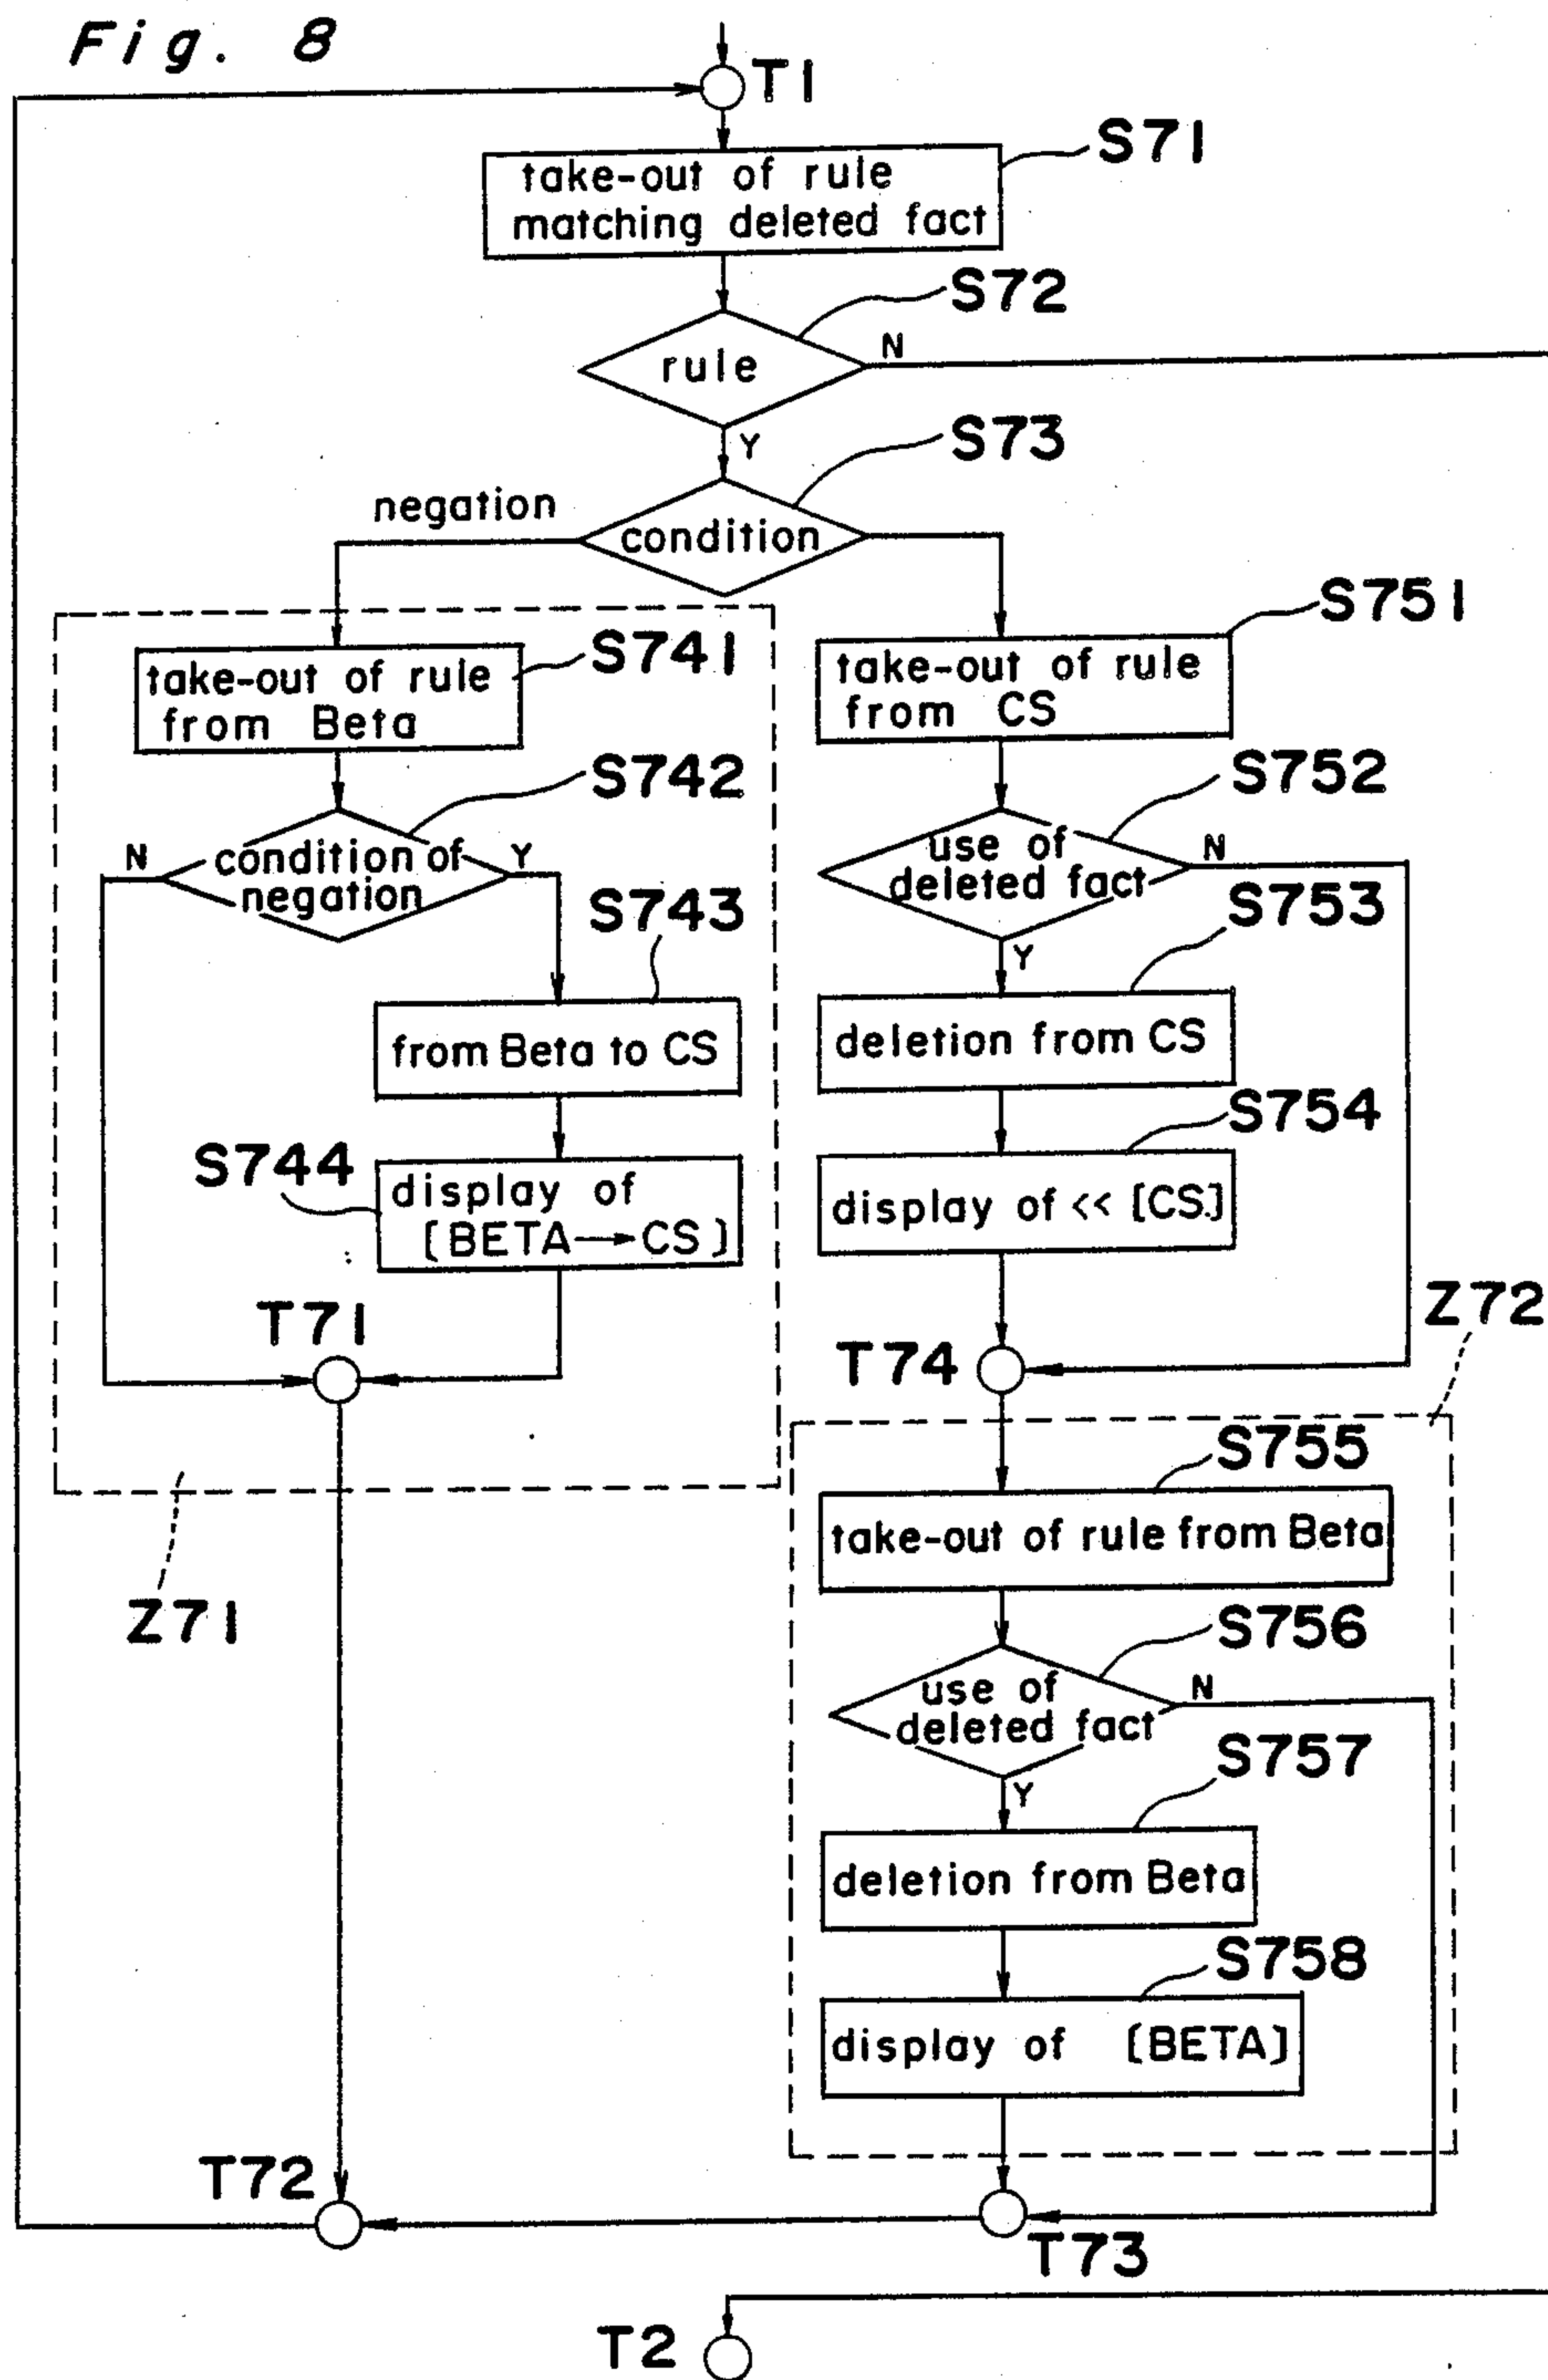 Fig. 8
T1
S71
take-out of rule
matching deleted fact
S72
rule
N
Y
S73
negation
condition
S741
take-out of rule
from Beta
S742
condition of
negation
N
Y
S743
from Beta to CS
S744
display of
[BETA→CS]
T71
Z71
S751
take-out of rule
from CS
S752
use of
deleted fact
N
Y
S753
deletion from CS
S754
display of << [CS]
T74
Z72
S755
take-out of rule from Beta
S756
use of
deleted fact
N
Y
S757
deletion from Beta
S758
display of [BETA]
T72
T73
T2